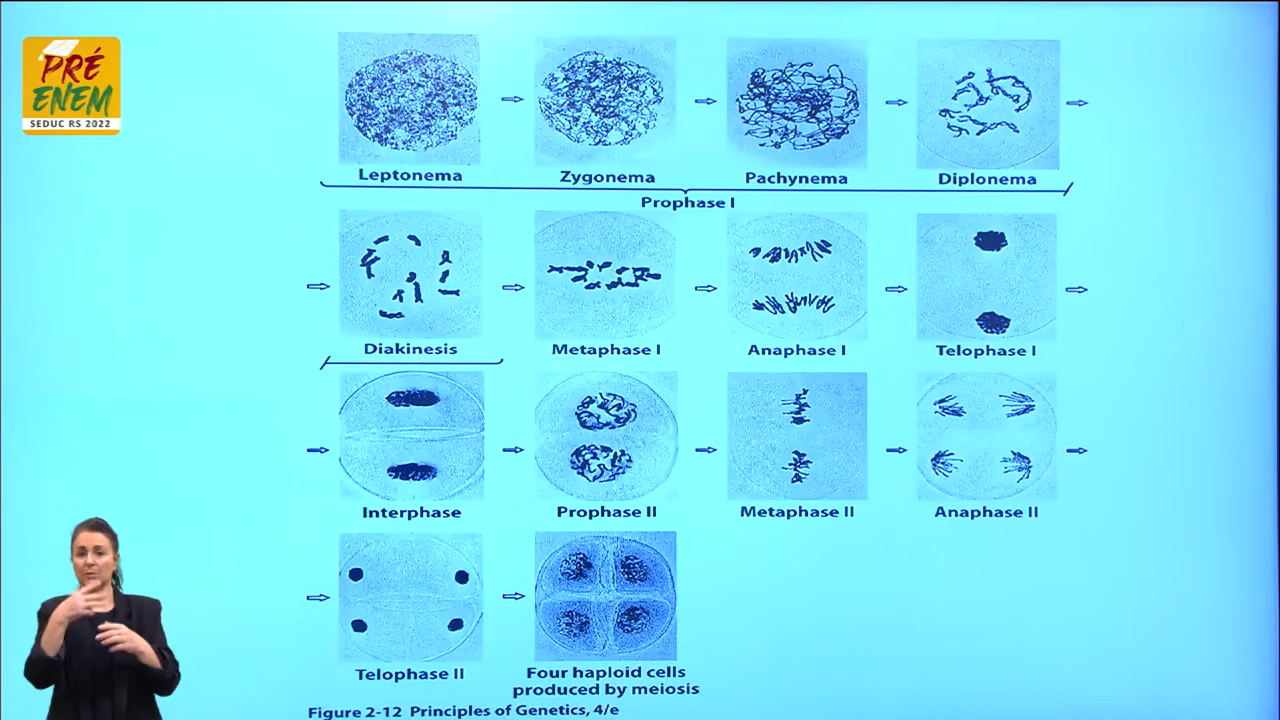 PRÉ
ENEM
SEDUC RS 2022
Leptonema
Zygonema
Pachynema
Diplonema
Prophase I
Diakinesis
Metaphase I
Anaphase I
Telophase I
Interphase
Prophase II
Metaphase II
Anaphase II
Telophase II
Four haploid cells
produced by meiosis
Figure 2-12 Principles of Genetics, 4/e